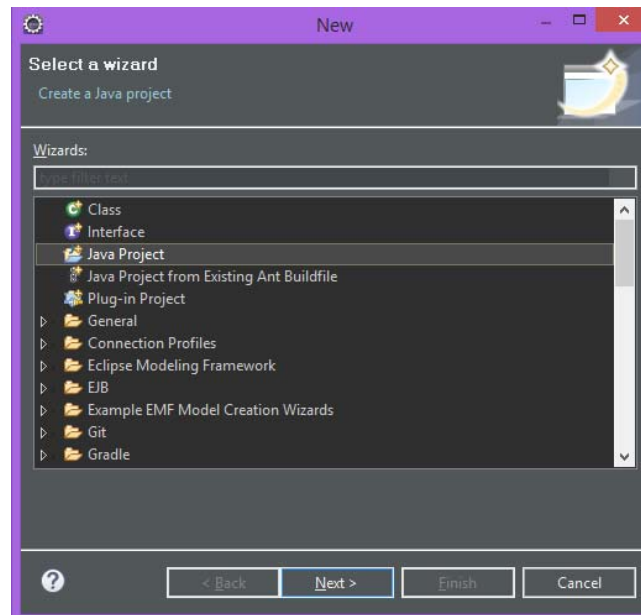 New
Select a wizard
Create a Java project
Wizards:
type filter text
Class
Interface
Java Project
Java Project from Existing Ant Buildfile
Plug-in Project
General
Connection Profiles
Eclipse Modeling Framework
EJB
Example EMF Model Creation Wizards
Git
Gradle
< Back Next > Finish Cancel